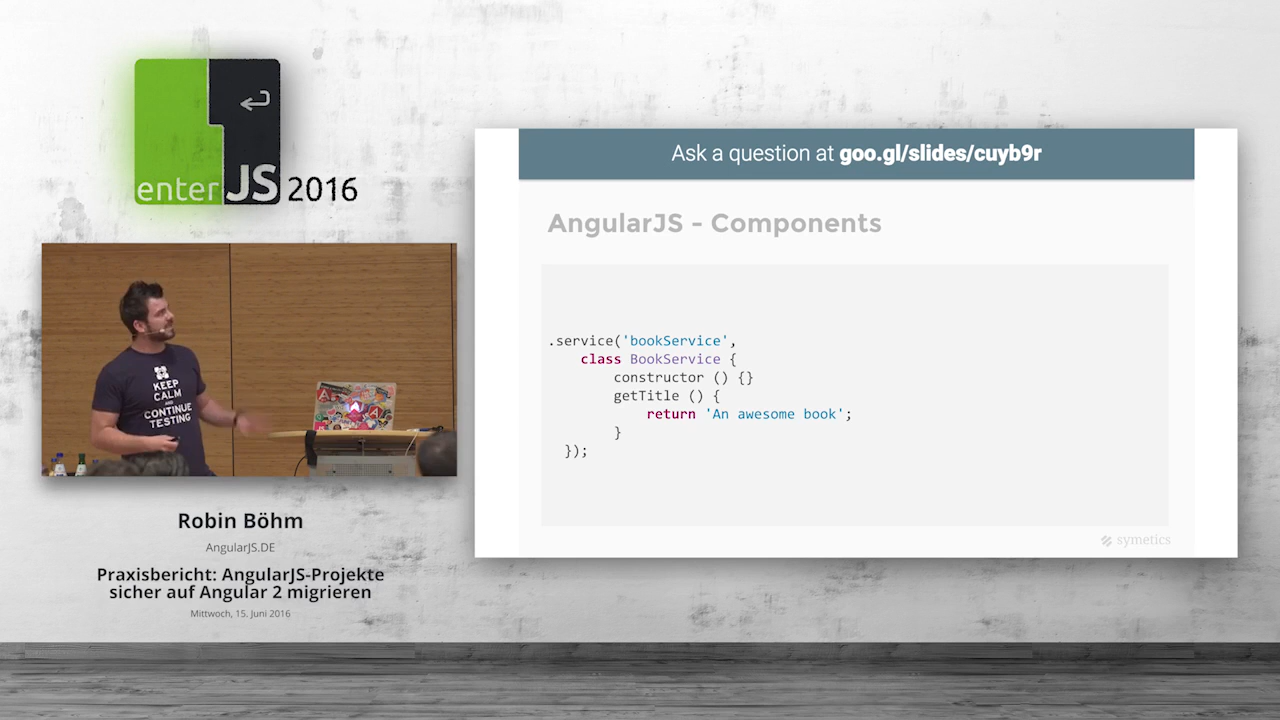 enterJS 2016
KEEP
CALM
AND
CONTINUE
TESTING
Robin Böhm
AngularJS.DE
Praxisbericht: AngularJS-Projekte
sicher auf Angular 2 migrieren
Mittwoch, 15. Juni 2016
Ask a question at goo.gl/slides/cuyb9r
AngularJS - Components
.service('bookService',
class BookService {
constructor () {}
getTitle () {
return 'An awesome book';
}
});
symetics